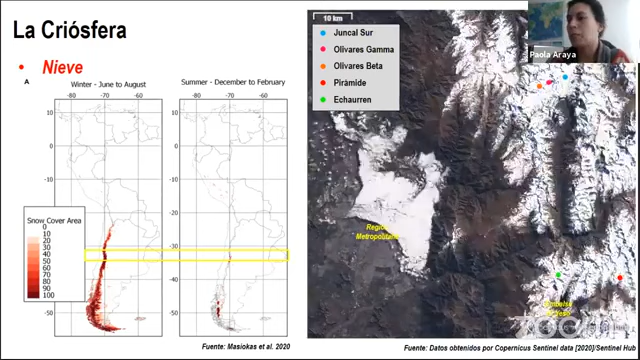 La Criósfera
• Nieve
A
Winter - June to August
Summer - December to February
-80 -70 -60
-80 -70 -60
10
0
-10
-20
-30
-40
-50
10
0
-10
-20
-30
-40
-50
Snow Cover Area
0
10
20
30
40
50
60
70
80
90
100
Fuente: Masiokas et al. 2020
10 km
Juncal Sur
Olivares Gamma
Olivares Beta
Pirámide
Echaurren
Paola Araya
Región
Metropolitana
Embalse
El Yeso
Fuente: Datos obtenidos por Copernicus Sentinel data [2020]/Sentinel Hub